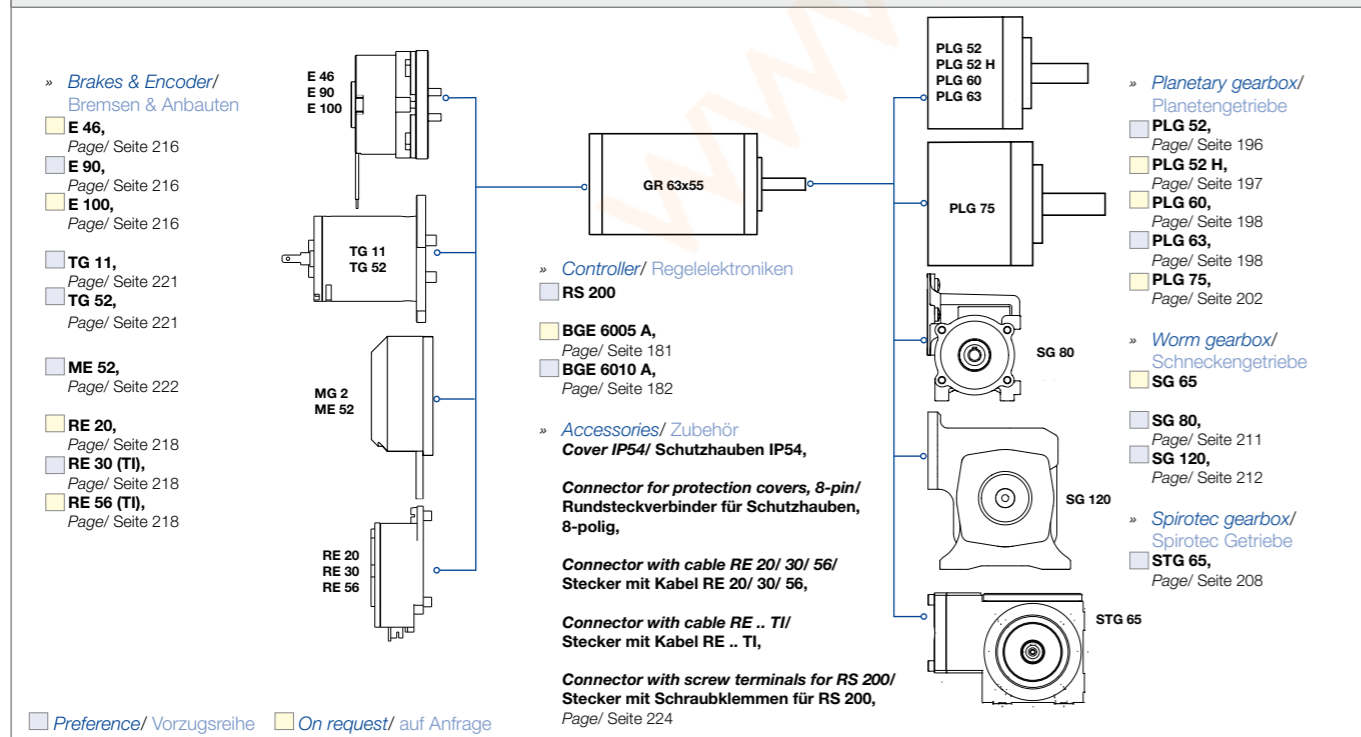 » Brakes & Encoder/
Bremsen & Anbauten
E 46,
Page/ Seite 216
E 90,
Page/ Seite 216
E 100,
Page/ Seite 216
TG 11,
Page/ Seite 221
TG 52,
Page/ Seite 221
ME 52,
Page/ Seite 222
RE 20,
Page/ Seite 218
RE 30 (TI),
Page/ Seite 218
RE 56 (TI),
Page/ Seite 218
E 46
E 90
E 100
TG 11
TG 52
MG 2
ME 52
RE 20
RE 30
RE 56
GR 63x55
» Controller/ Regelelektroniken
RS 200
BGE 6005 A,
Page/ Seite 181
BGE 6010 A,
Page/ Seite 182
» Accessories/ Zubehör
Cover IP54/ Schutzhauben IP54,
Connector for protection covers, 8-pin/
Rundsteckverbinder für Schutzhauben,
8-polig,
Connector with cable RE 20/ 30/ 56/
Stecker mit Kabel RE 20/ 30/ 56,
Connector with cable RE .. TI/
Stecker mit Kabel RE .. TI,
Connector with screw terminals for RS 200/
Stecker mit Schraubklemmen für RS 200,
Page/ Seite 224
PLG 52
PLG 52 H
PLG 60
PLG 63
PLG 75
SG 80
SG 120
STG 65
» Planetary gearbox/
Planetengetriebe
PLG 52,
Page/ Seite 196
PLG 52 H,
Page/ Seite 197
PLG 60,
Page/ Seite 198
PLG 63,
Page/ Seite 198
PLG 75,
Page/ Seite 202
» Worm gearbox/
Schneckengetriebe
SG 65
SG 80,
Page/ Seite 211
SG 120,
Page/ Seite 212
» Spirotec gearbox/
Spirotec Getriebe
STG 65,
Page/ Seite 208
Preference/ Vorzugsreihe On request/ auf Anfrage